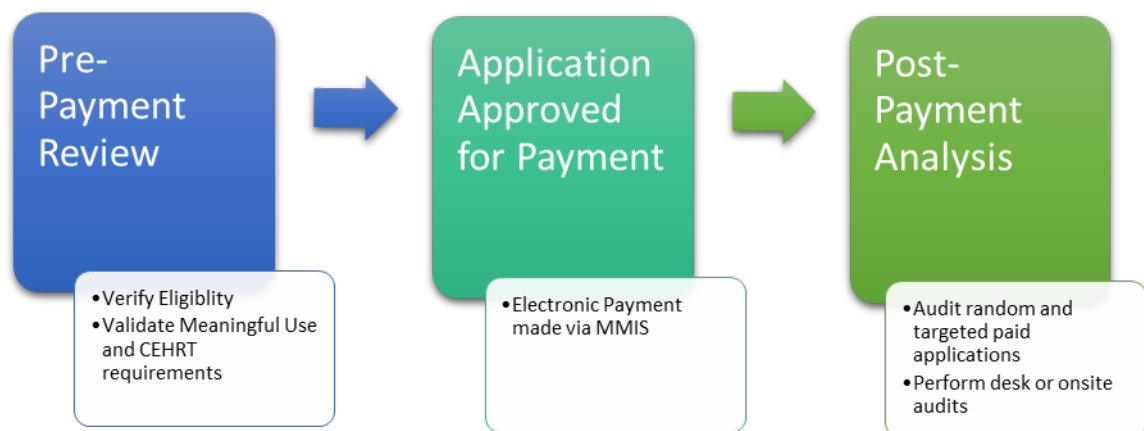 Pre-
Payment
Review
•Verify Eligiblity
•Validate Meaningful Use
and CEHRT
requirements
Application
Approved
for Payment
•Electronic Payment
made via MMIS
Post-
Payment
Analysis
•Audit random and
targeted paid
applications
•Perform desk or onsite
audits